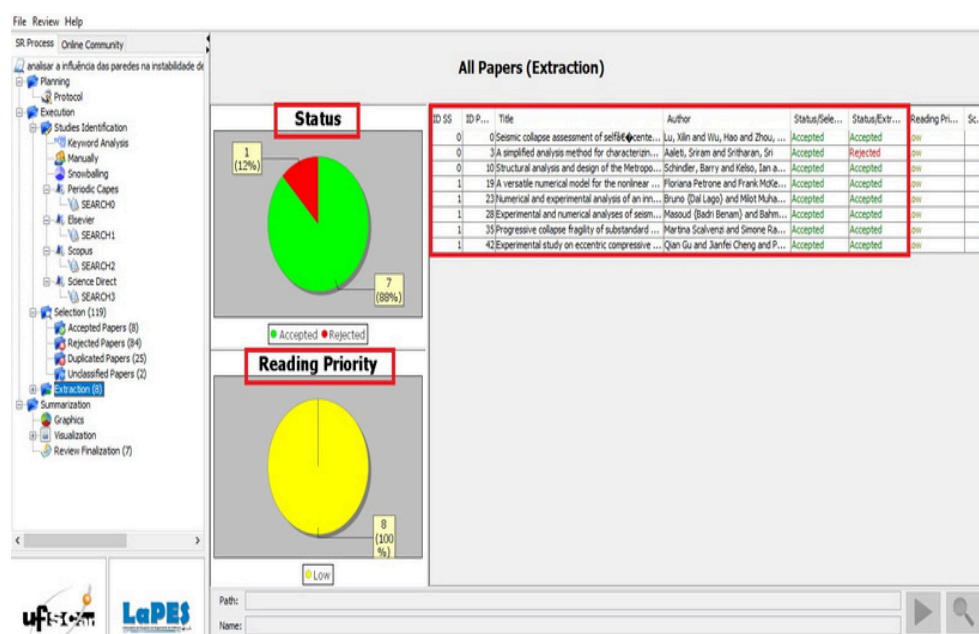 File Review Help
SR Process Online Community
analisar a influência das paredes na instabilidade de
Planning
Protocol
Execution
Studies Identification
Keyword Analysis
Manually
Snowballing
Periodic Capes
SEARCH0
Elsevier
SEARCH1
Scopus
SEARCH2
Science Direct
SEARCH3
Selection (119)
Accepted Papers (8)
Rejected Papers (84)
Duplicated Papers (25)
Unclassified Papers (2)
Extraction (8)
Summarization
Graphics
Visualization
Review Finalization (7)
ufscar
LaPES
All Papers (Extraction)
Status
1
(12%)
7
(88%)
Accepted Rejected
Reading Priority
8
(100
%)
Low
ID SS ID P... Title Author Status/Sele... Status/Extr... Reading Pri... Sc...
0 0 Seismic collapse assessment of selfâ€�cente... Lu, Xilin and Wu, Hao and Zhou, ... Accepted Accepted Low
0 3 A simplified analysis method for characterizin... Aaleti, Sriram and Sritharan, Sri Accepted Rejected Low
0 10 Structural analysis and design of the Metropo... Schindler, Barry and Kelso, Ian a... Accepted Accepted Low
1 19 A versatile numerical model for the nonlinear ... Floriana Petrone and Frank McKe... Accepted Accepted Low
1 23 Numerical and experimental analysis of an inn... Bruno {Dal Lago} and Milot Muha... Accepted Accepted Low
1 28 Experimental and numerical analyses of seism... Masoud {Badri Benam} and Bahm... Accepted Accepted Low
1 35 Progressive collapse fragility of substandard ... Martina Scalvenzi and Simone Ra... Accepted Accepted Low
1 42 Experimental study on eccentric compressive ... Qian Gu and Jianfei Cheng and P... Accepted Accepted Low
Path:
Name: